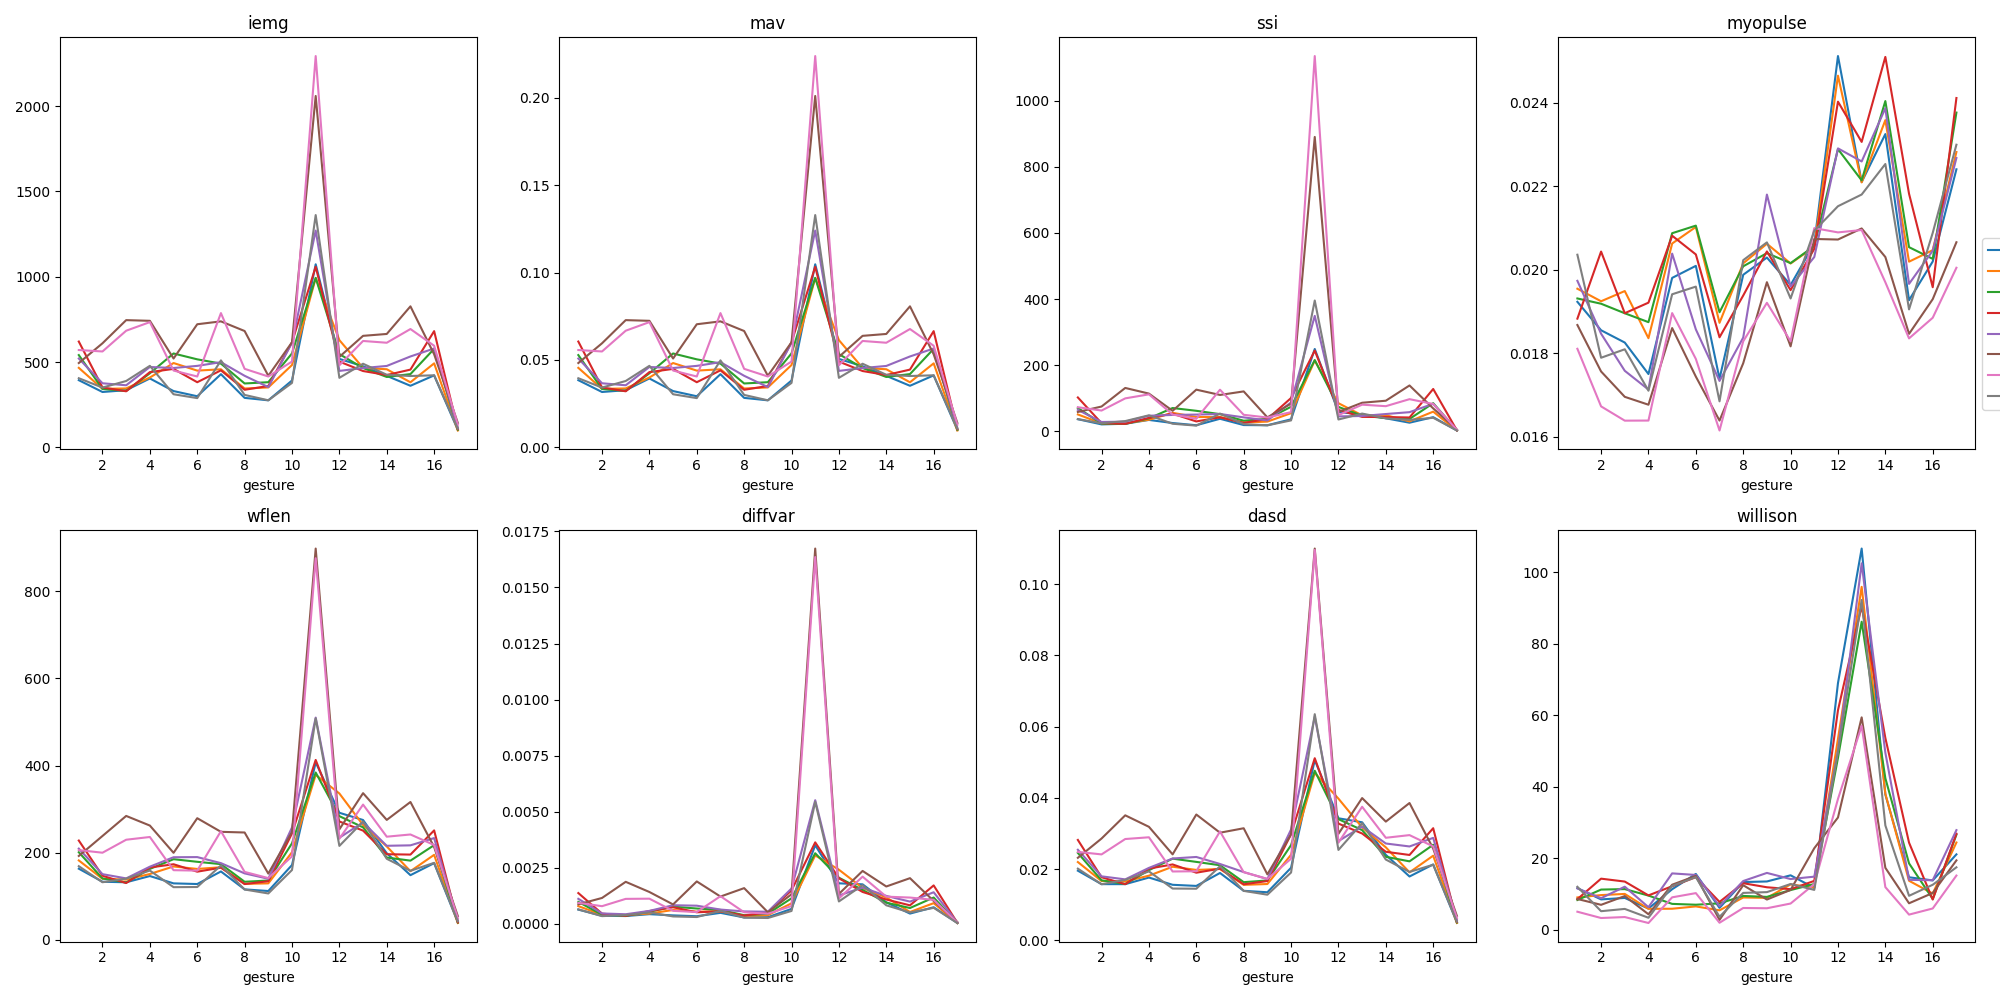 iemg
mav
ssi
myopulse
2000
1500
1000
500
0
2 4 6 8 10 12 14 16
gesture
0.20
0.15
0.10
0.05
0.00
2 4 6 8 10 12 14 16
gesture
1000
800
600
400
200
0
2 4 6 8 10 12 14 16
gesture
0.024
0.022
0.020
0.018
0.016
2 4 6 8 10 12 14 16
gesture
wflen
diffvar
dasd
willison
800
600
400
200
0
2 4 6 8 10 12 14 16
gesture
0.0175
0.0150
0.0125
0.0100
0.0075
0.0050
0.0025
0.0000
2 4 6 8 10 12 14 16
gesture
0.10
0.08
0.06
0.04
0.02
0.00
2 4 6 8 10 12 14 16
gesture
100
80
60
40
20
0
2 4 6 8 10 12 14 16
gesture